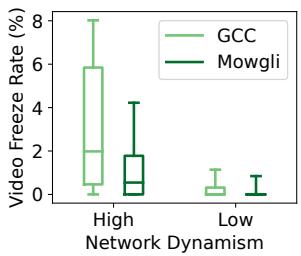 Video Freeze Rate (%)
8
6
4
2
0
GCC
Mowgli
High
Low
Network Dynamism